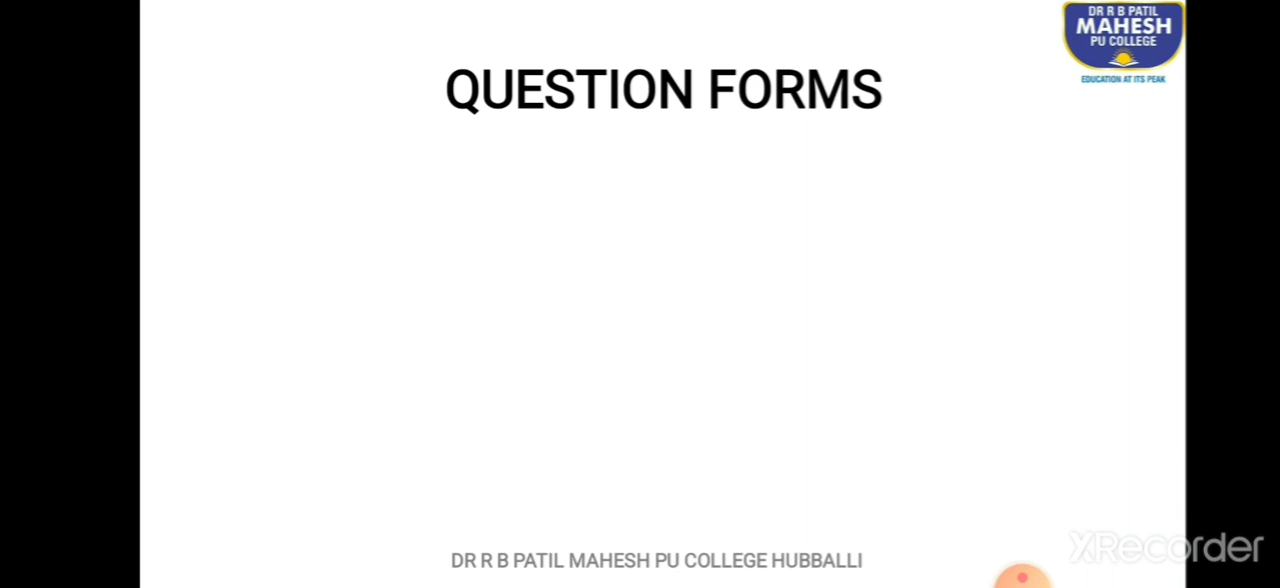 DR R B PATIL
MAHESH
PU COLLEGE
EDUCATION AT ITS PEAK
QUESTION FORMS
DR R B PATIL MAHESH PU COLLEGE HUBBALLI
XRecorder